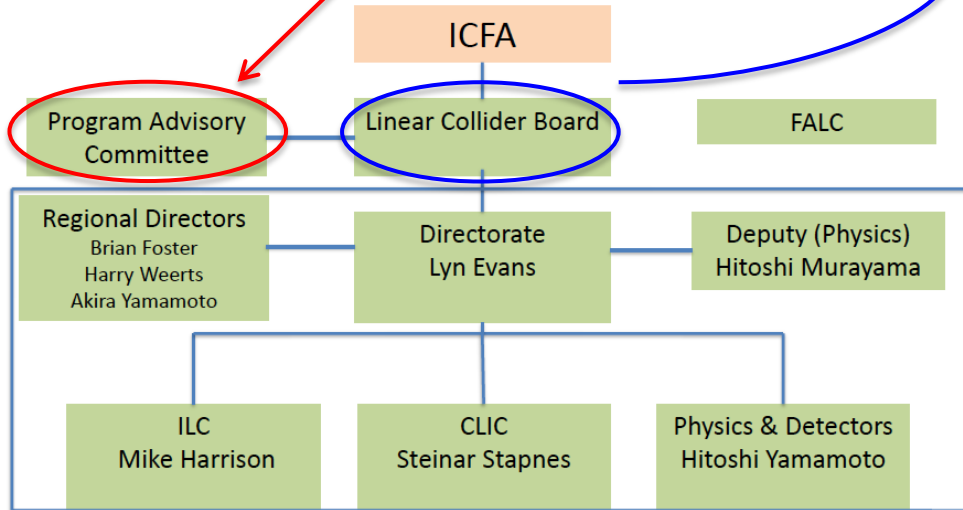 ICFA
Program Advisory
Committee
Linear Collider Board
FALC
Regional Directors
Brian Foster
Harry Weerts
Akira Yamamoto
Directorate
Lyn Evans
Deputy (Physics)
Hitoshi Murayama
ILC
Mike Harrison
CLIC
Steinar Stapnes
Physics & Detectors
Hitoshi Yamamoto